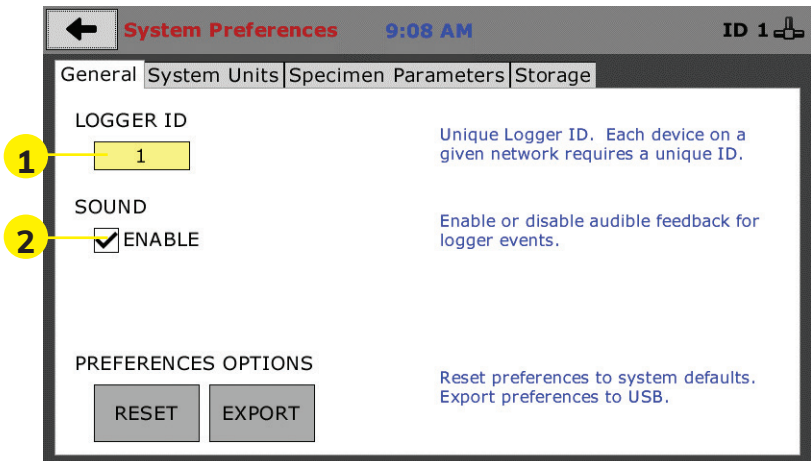 System Preferences 9:08 AM ID 1
General System Units Specimen Parameters Storage
LOGGER ID
1
1
Unique Logger ID. Each device on a
given network requires a unique ID.
SOUND
2
ENABLE
Enable or disable audible feedback for
logger events.
PREFERENCES OPTIONS
RESET EXPORT
Reset preferences to system defaults.
Export preferences to USB.